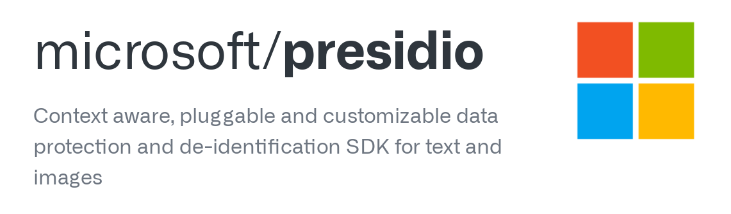 microsoft/presidio
Context aware, pluggable and customizable data
protection and de-identification SDK for text and
images